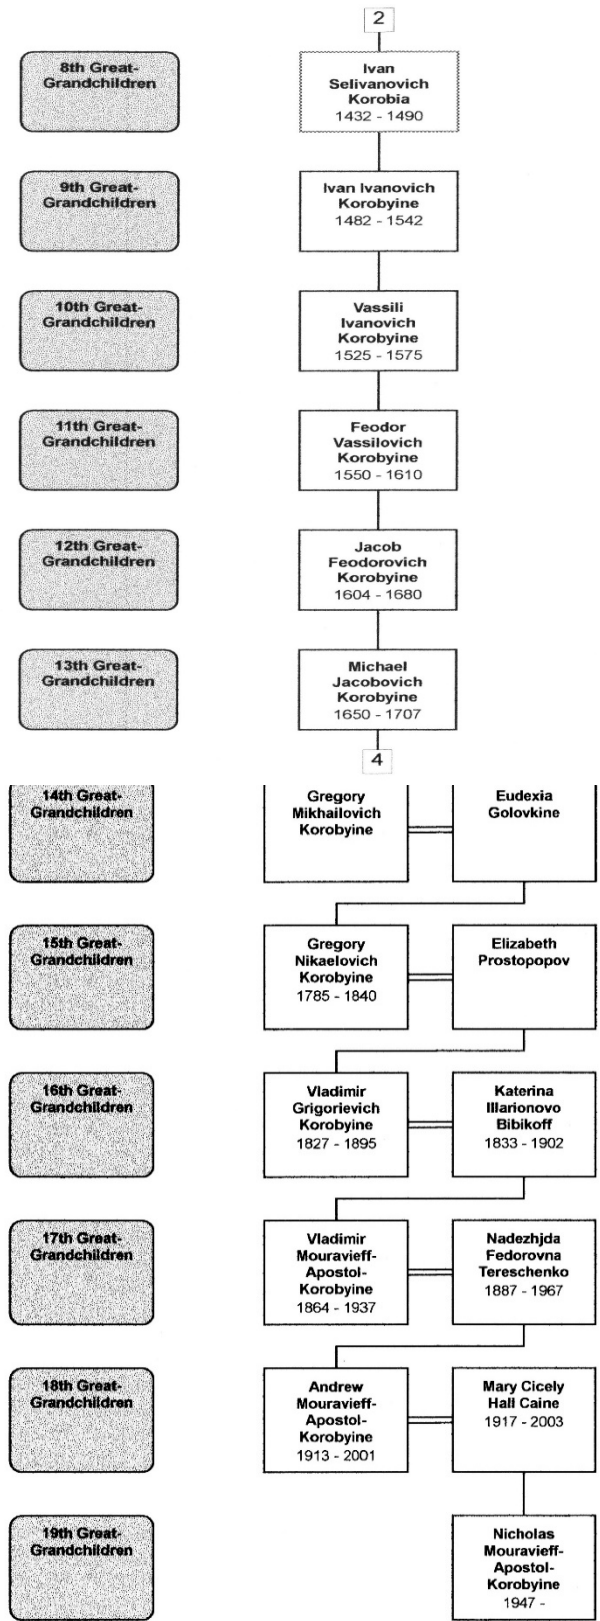 2
8th Great-
Grandchildren
Ivan
Selivanovich
Korobia
1432 - 1490
9th Great-
Grandchildren
Ivan Ivanovich
Korobyine
1482 - 1542
10th Great-
Grandchildren
Vassili
Ivanovich
Korobyine
1525 - 1575
11th Great-
Grandchildren
Feodor
Vassilovich
Korobyine
1550 - 1610
12th Great-
Grandchildren
Jacob
Feodorovich
Korobyine
1604 - 1680
13th Great-
Grandchildren
Michael
Jacobovich
Korobyine
1650 - 1707
4
14th Great-
Grandchildren
Gregory
Mikhailovich
Korobyine
Eudexia
Golovkine
15th Great-
Grandchildren
Gregory
Nikaelovich
Korobyine
1785 - 1840
Elizabeth
Prostopopov
16th Great-
Grandchildren
Vladimir
Grigorievich
Korobyine
1827 - 1895
Katerina
Illarionovo
Bibikoff
1833 - 1902
17th Great-
Grandchildren
Vladimir
Mouravieff-
Apostol-
Korobyine
1864 - 1937
Nadezhjda
Fedorovna
Tereschenko
1887 - 1967
18th Great-
Grandchildren
Andrew
Mouravieff-
Apostol-
Korobyine
1913 - 2001
Mary Cicely
Hall Caine
1917 - 2003
19th Great-
Grandchildren
Nicholas
Mouravieff-
Apostol-
Korobyine
1947 -